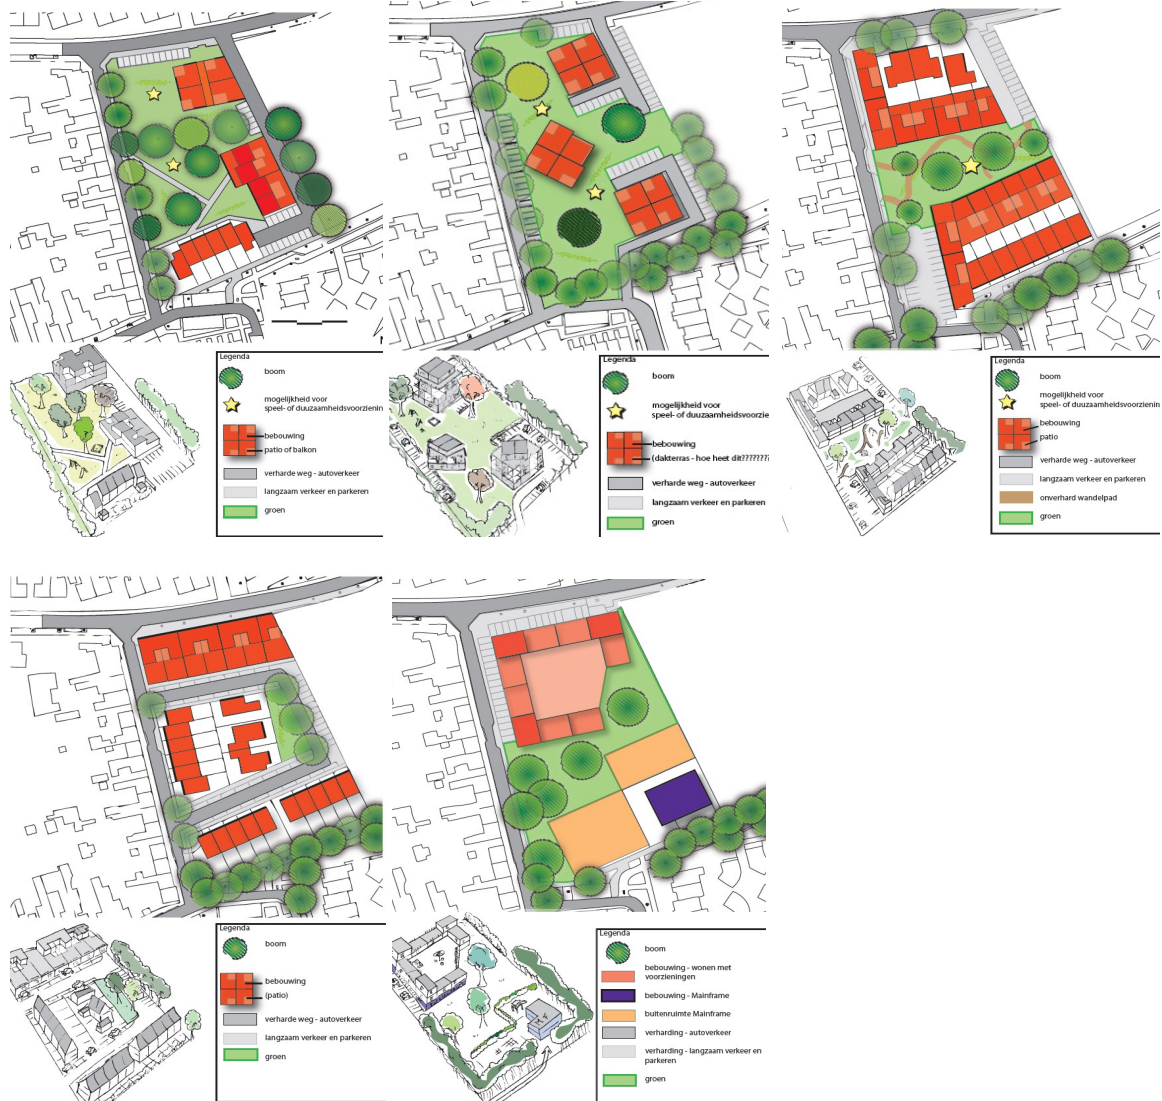 Legenda
boom
mogelijkheid voor
speel- of duuzaamheidsvoorzienin
bebouwing
patio of balkon
verharde weg - autoverkeer
langzaam verkeer en parkeren
groen
Legenda
boom
mogelijkheid voor
speel- of duuzaamheidsvoorzie
bebouwing
(dakterras - hoe heet dit????????
verharde weg - autoverkeer
langzaam verkeer en parkeren
groen
Legenda
boom
mogelijkheid voor
speel- of duuzaamheidsvoorzien
bebouwing
patio
verharde weg - autoverkeer
langzaam verkeer en parkeren
onverhard wandelpad
groen
Legenda
boom
bebouwing
(patio)
verharde weg - autoverkeer
langzaam verkeer en parkeren
groen
Legenda
boom
bebouwing - wonen met
voorzieningen
bebouwing - Mainframe
buitenruimte Mainframe
verharding - autoverkeer
verharding - langzaam verkeer en
parkeren
groen